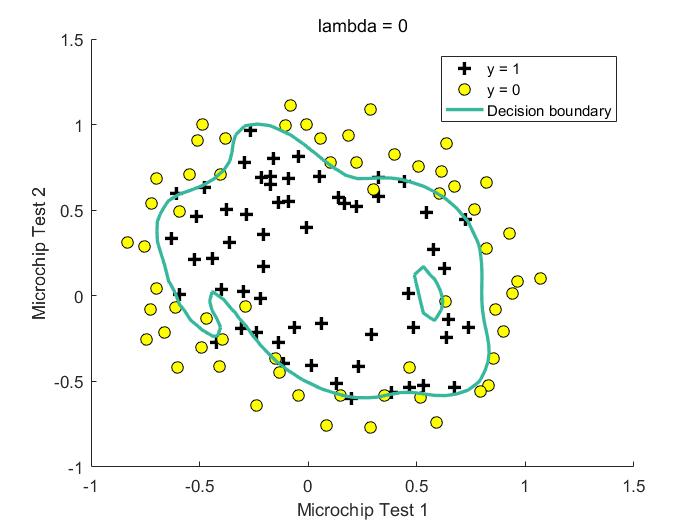 lambda = 0
1.5
y = 1
y = 0
Decision boundary
1
0.5
Microchip Test 2
0
-0.5
-1
-1 -0.5 0 0.5 1 1.5
Microchip Test 1